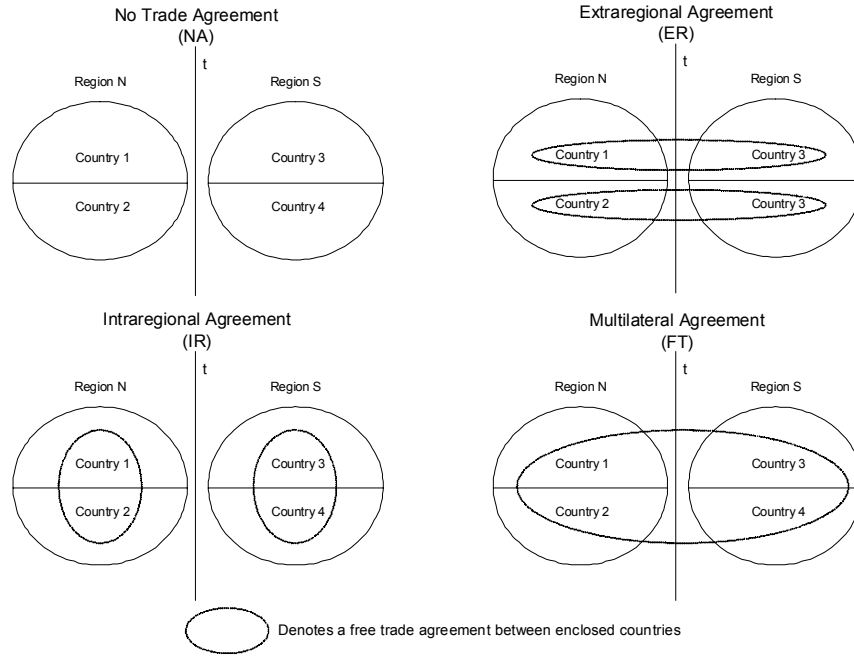 No Trade Agreement
(NA)
t
Region N
Region S
Country 1
Country 3
Country 2
Country 4
Extraregional Agreement
(ER)
t
Region N
Region S
Country 1
Country 3
Country 2
Country 3
Intraregional Agreement
(IR)
t
Region N
Region S
Country 1
Country 3
Country 2
Country 4
Multilateral Agreement
(FT)
t
Region N
Region S
Country 1
Country 3
Country 2
Country 4
Denotes a free trade agreement between enclosed countries